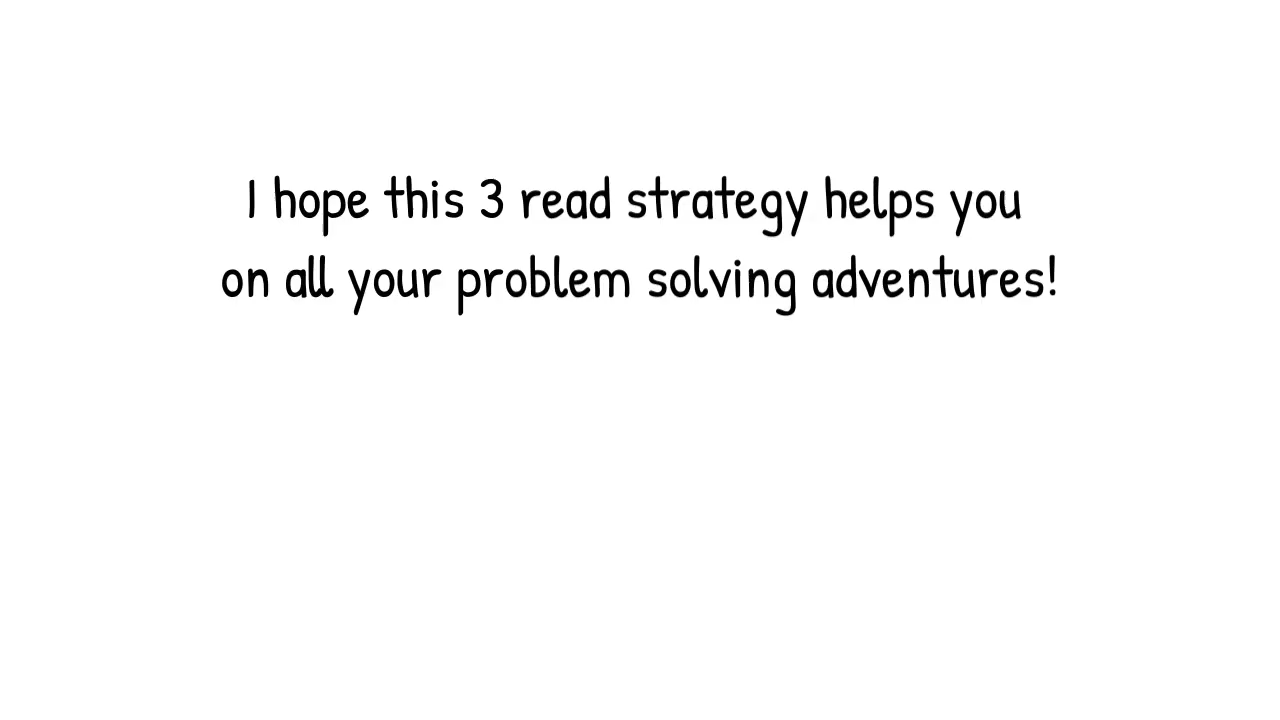 I hope this 3 read strategy helps you
on all your problem solving adventures!